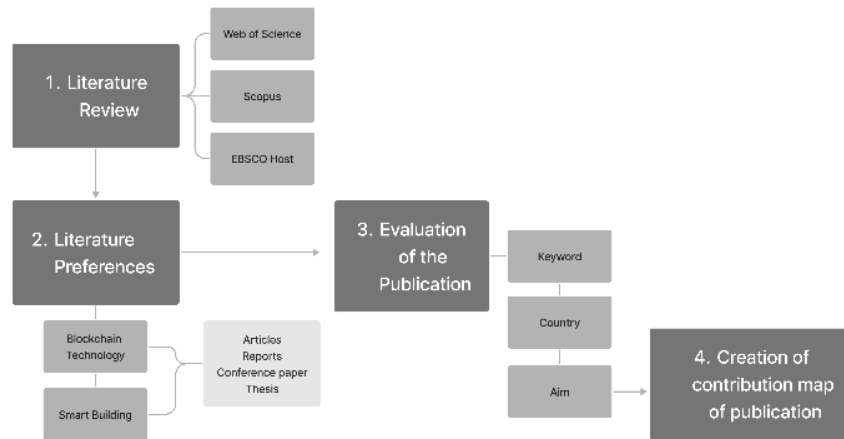 Web of Science
1. Literature
Review
Scopus
EBSCO Host
2. Literature
Preferences
3. Evaluation
of the
Publication
Keyword
Country
Aim
Blockchain
Technology
Smart Building
Articles
Reports
Conference paper
Thesis
4. Creation of
contribution map
of publication